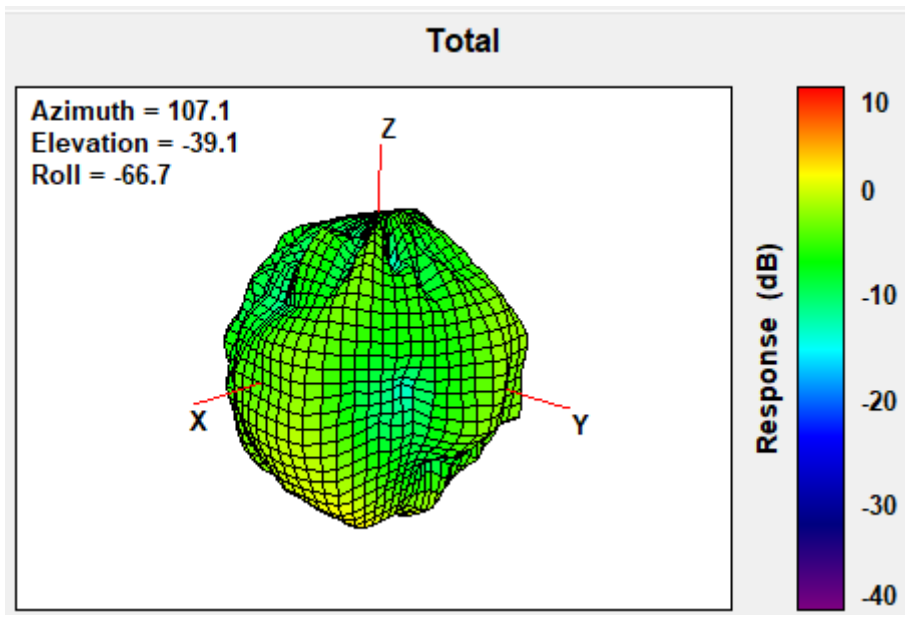 Total
Azimuth = 107.1
Elevation = -39.1
Roll = -66.7
Z
X
Y
Response (dB)
10
0
-10
-20
-30
-40